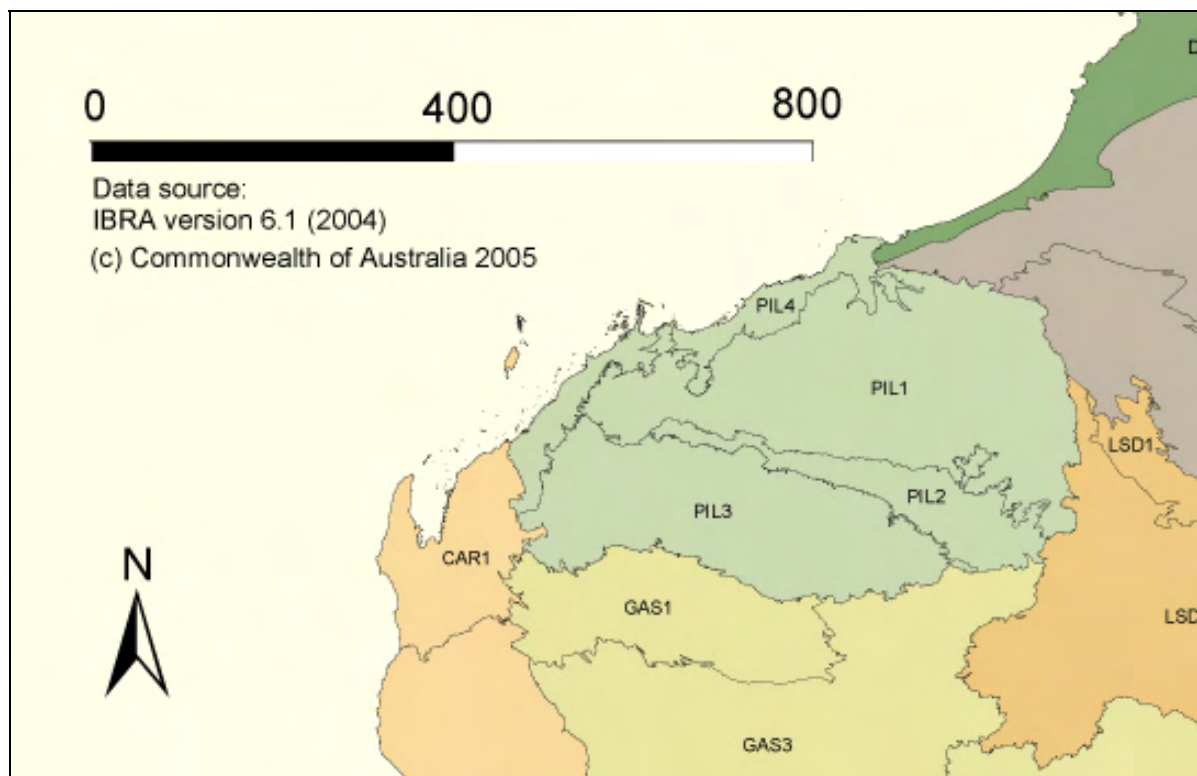 0 400 800
Data source:
IBRA version 6.1 (2004)
(c) Commonwealth of Australia 2005
D
PIL4
PIL1
LSD1
PIL2
PIL3
CAR1
N
GAS1
LSD
GAS3